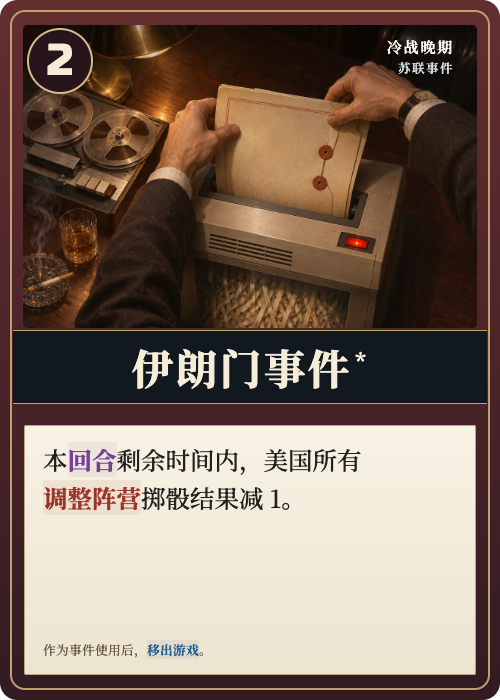 2
冷战晚期
苏联事件
伊朗门事件*
本回合剩余时间内，美国所有
调整阵营掷骰结果减 1。
作为事件使用后，移出游戏。